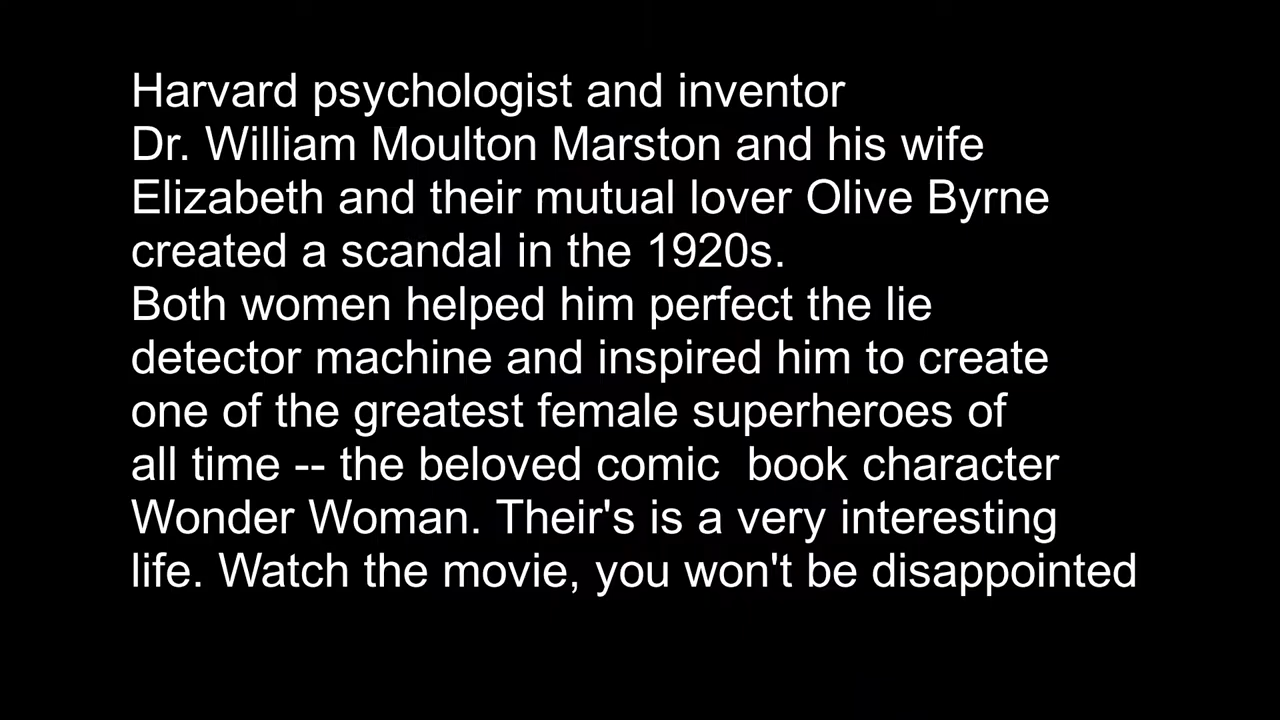 Harvard psychologist and inventor
Dr. William Moulton Marston and his wife
Elizabeth and their mutual lover Olive Byrne
created a scandal in the 1920s.
Both women helped him perfect the lie
detector machine and inspired him to create
one of the greatest female superheroes of
all time -- the beloved comic  book character
Wonder Woman. Their's is a very interesting
life. Watch the movie, you won't be disappointed